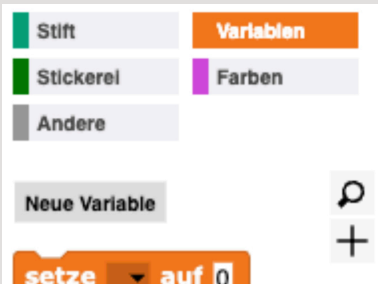 Stift Variablen
Stickerei Farben
Andere
Neue Variable
setze auf 0